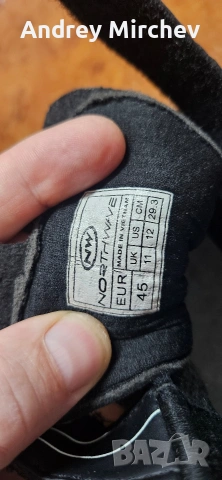 Andrey Mirchev
NW
NORTHWAVE
MADE IN VIETNAM
EUR UK US CM
45 11 12 29.3
BAZAR